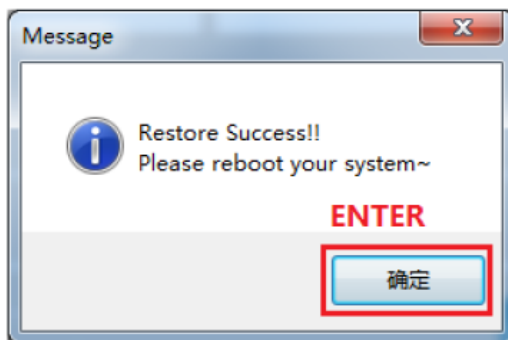 Message
Restore Success!!
Please reboot your system~
ENTER
确定